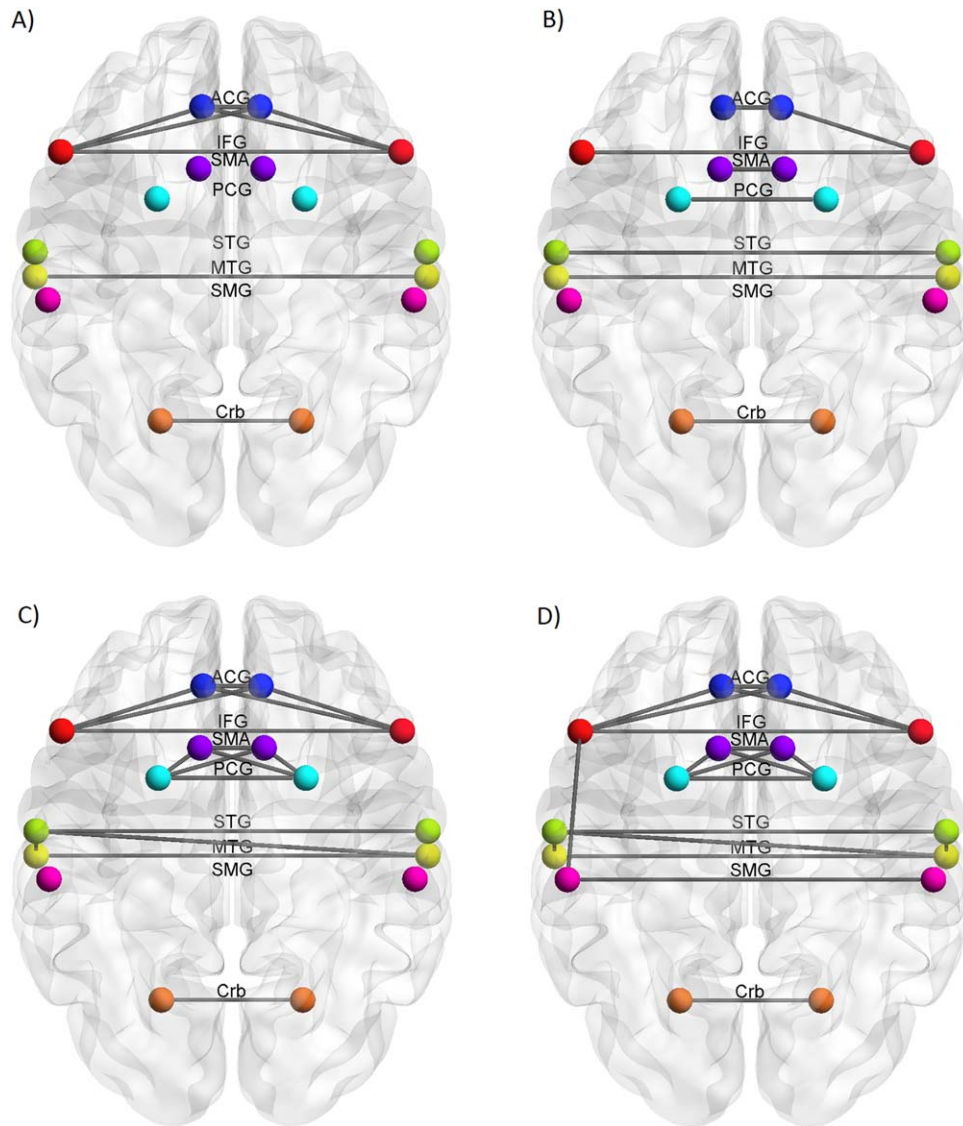 A)
ACG
IFG
SMA
PCG
STG
MTG
SMG
Crb
B)
ACG
IFG
SMA
PCG
STG
MTG
SMG
Crb
C)
ACG
IFG
SMA
PCG
STG
MTG
SMG
Crb
D)
ACG
IFG
SMA
PCG
STG
MTG
SMG
Crb